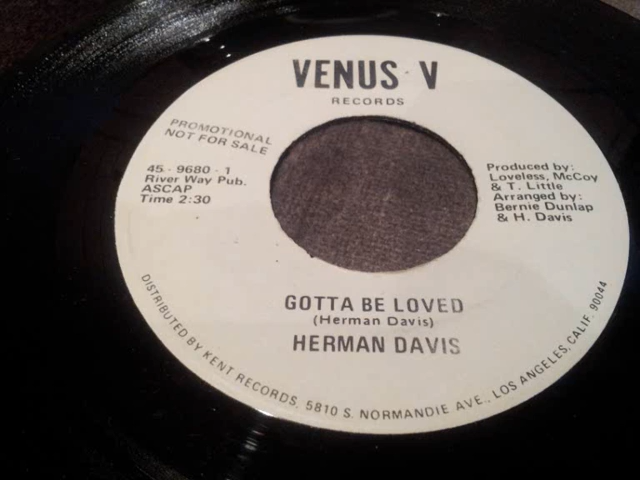 VENUS V
RECORDS
PROMOTIONAL
NOT FOR SALE
45 - 9680 - 1
River Way Pub.
ASCAP
Time 2:30
Produced by:
Loveless, McCoy
& T. Little
Arranged by:
Bernie Dunlap
& H. Davis
GOTTA BE LOVED
(Herman Davis)
HERMAN DAVIS
DISTRIBUTED BY KENT RECORDS, 5810 S. NORMANDIE AVE., LOS ANGELES, CALIF. 90044